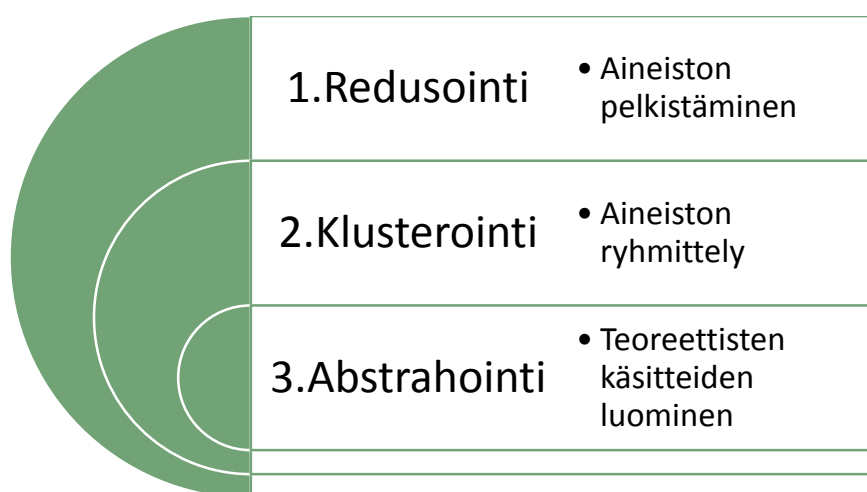 1.Redusointi
• Aineiston
pelkistäminen
2.Klusterointi
• Aineiston
ryhmittely
3.Abstrahointi
• Teoreettisten
käsitteiden
luominen